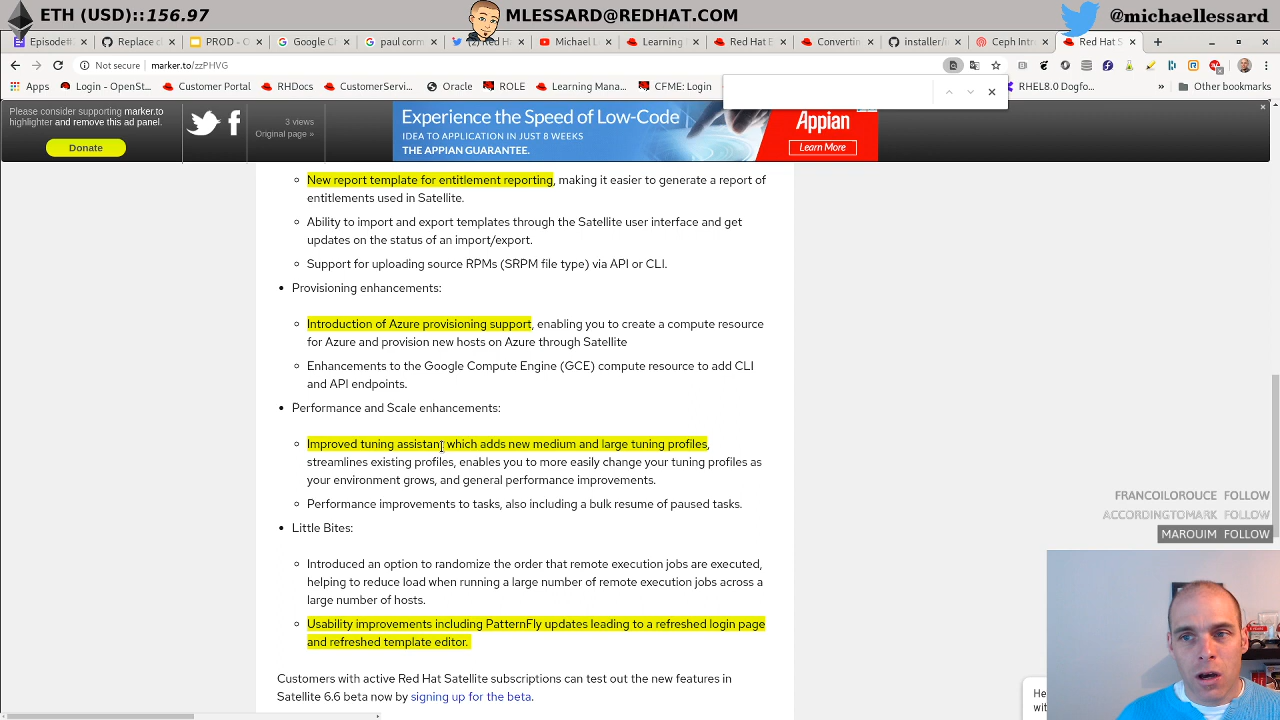 ETH (USD)::156.97
MLESSARD@REDHAT.COM
@michaellessard
Episode#
Replace c
PROD - O
Google C
paul corm
(2) Red H
Michael L
Learning
Red Hat E
Converti
installer/i
Ceph Intr
Red Hat S
Not secure | marker.to/zzPHVG
Apps
Login - OpenSt...
Customer Portal
RHDocs
CustomerServi...
Oracle
ROLE
Learning Mana...
CFME: Login
RHEL8.0 Dogfo...
Other bookmarks
Please consider supporting marker.to
highlighter and remove this ad panel.
Donate
3 views
Original page »
Experience the Speed of Low-Code
IDEA TO APPLICATION IN JUST 8 WEEKS
THE APPIAN GUARANTEE.
Appian
Learn More
New report template for entitlement reporting, making it easier to generate a report of
entitlements used in Satellite.
Ability to import and export templates through the Satellite user interface and get
updates on the status of an import/export.
Support for uploading source RPMs (SRPM file type) via API or CLI.
Provisioning enhancements:
Introduction of Azure provisioning support, enabling you to create a compute resource
for Azure and provision new hosts on Azure through Satellite
Enhancements to the Google Compute Engine (GCE) compute resource to add CLI
and API endpoints.
Performance and Scale enhancements:
Improved tuning assistant which adds new medium and large tuning profiles,
streamlines existing profiles, enables you to more easily change your tuning profiles as
your environment grows, and general performance improvements.
Performance improvements to tasks, also including a bulk resume of paused tasks.
Little Bites:
Introduced an option to randomize the order that remote execution jobs are executed,
helping to reduce load when running a large number of remote execution jobs across a
large number of hosts.
Usability improvements including PatternFly updates leading to a refreshed login page
and refreshed template editor.
Customers with active Red Hat Satellite subscriptions can test out the new features in
Satellite 6.6 beta now by signing up for the beta.
FRANCOILOROUCE FOLLOW
ACCORDINGTOMARK FOLLOW
MAROUIM FOLLOW
He
wit